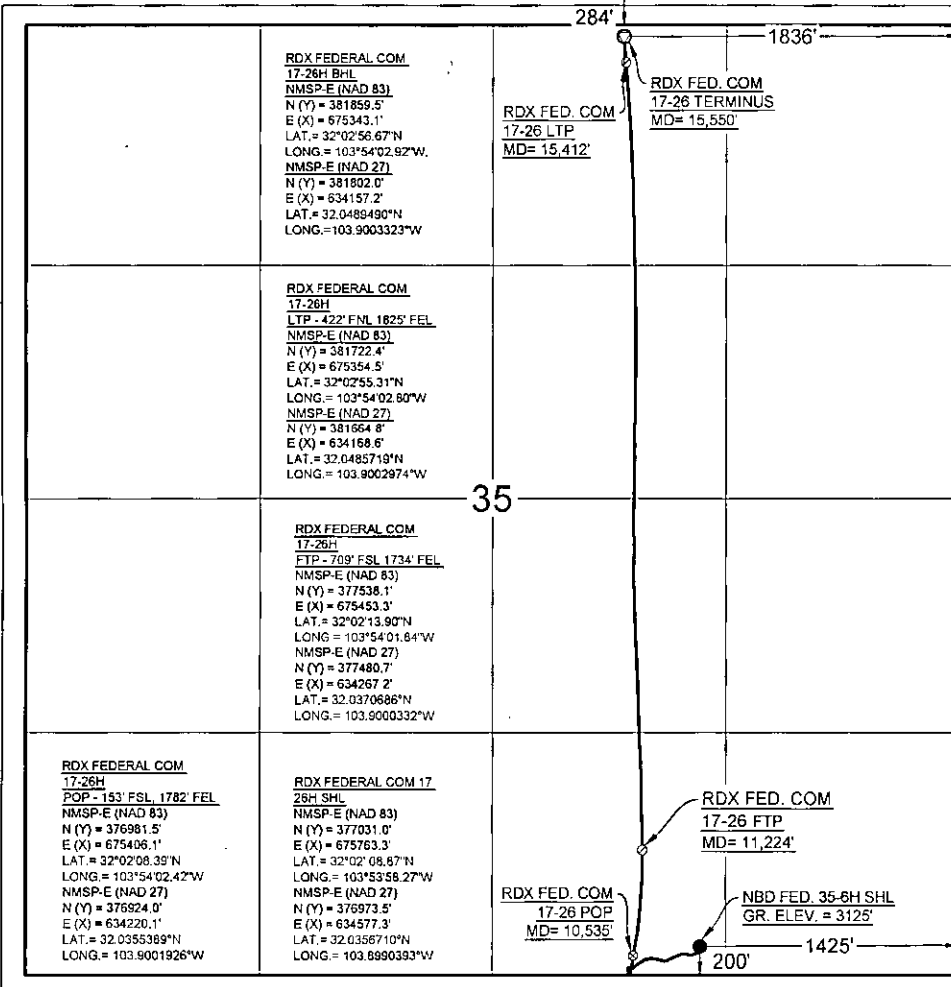 284'
1836'
RDX FEDERAL COM
17-26H BHL
NMSP-E (NAD 83)
N (Y) = 381859.5'
E (X) = 675343.1'
LAT.= 32°02'56.67"N
LONG.= 103°54'02.92"W.
NMSP-E (NAD 27)
N (Y) = 381802.0'
E (X) = 634157.2'
LAT.= 32.0489490°N
LONG.=103.9003323°W
RDX FED. COM
17-26 LTP
MD= 15,412'
RDX FED. COM
17-26 TERMINUS
MD= 15,550'
RDX FEDERAL COM
17-26H
LTP - 422' FNL 1825' FEL
NMSP-E (NAD 83)
N (Y) = 381722.4'
E (X) = 675354.5'
LAT.= 32°02'55.31"N
LONG.= 103°54'02.80"W
NMSP-E (NAD 27)
N (Y) = 381664.8'
E (X) = 634168.6'
LAT.= 32.0485719°N
LONG.= 103.9002974°W
35
RDX FEDERAL COM
17-26H
FTP - 709' FSL 1734' FEL
NMSP-E (NAD 83)
N (Y) = 377538.1'
E (X) = 675453.3'
LAT.= 32°02'13.90"N
LONG = 103°54'01.84"W
NMSP-E (NAD 27)
N (Y) = 377480.7'
E (X) = 634267 2'
LAT.= 32.0370686°N
LONG.= 103.9000332°W
RDX FEDERAL COM
17-26H
POP - 153' FSL, 1782' FEL
NMSP-E (NAD 83)
N (Y) = 376981.5'
E (X) = 675406.1'
LAT.= 32°02'08.39"N
LONG.= 103°54'02.42"W
NMSP-E (NAD 27)
N (Y) = 376924.0'
E (X) = 634220.1'
LAT.= 32.0355389°N
LONG.= 103.9001926°W
RDX FEDERAL COM 17
26H SHL
NMSP-E (NAD 83)
N (Y) = 377031.0'
E (X) = 675763.3'
LAT.= 32°02' 08.87"N
LONG.= 103°53'58.27"W
NMSP-E (NAD 27)
N (Y) = 376973.5'
E (X) = 634577.3'
LAT.= 32.0356710°N
LONG.= 103.8990393°W
RDX FED. COM
17-26 FTP
MD= 11,224'
RDX FED. COM
17-26 POP
MD= 10,535'
NBD FED. 35-6H SHL
GR. ELEV. = 3125'
1425'
200'